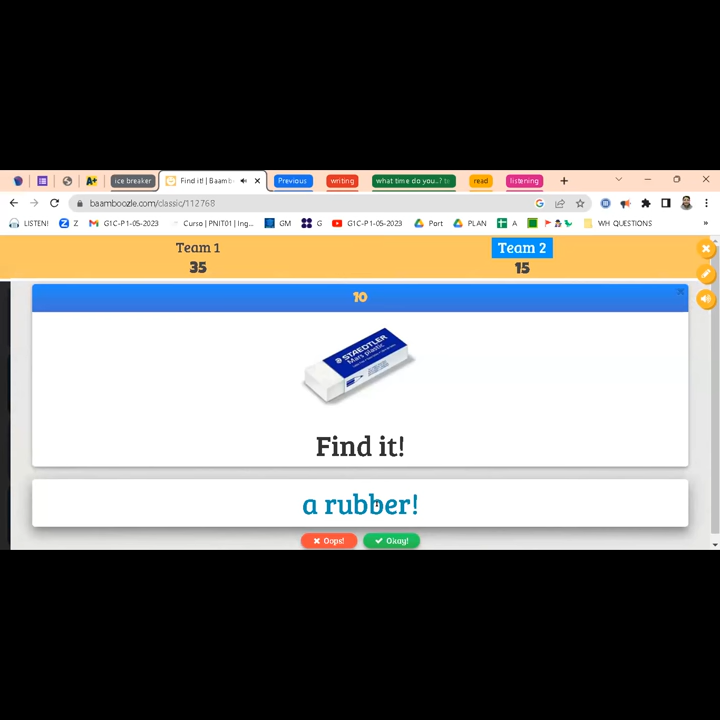 A+ ice breaker Find it! | Baamb Previous writing what time do you..? te read listening
baamboozle.com/classic/112768
LISTEN! Z G1C-P1-05-2023 Curso | PNIT01 | Ing... GM G G1C-P1-05-2023 Port PLAN A WH QUESTIONS
Team 1 Team 2
35 15
10
STAEDTLER
Mars plastic
Find it!
a rubber!
Oops! Okay!